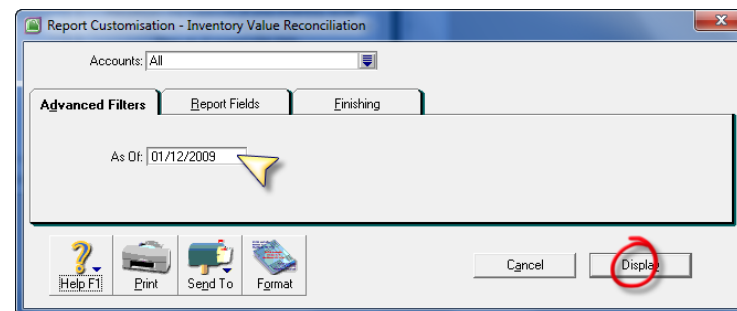 Report Customisation - Inventory Value Reconciliation
Accounts: All
Advanced Filters Report Fields Finishing
As Of: 01/12/2009
Help F1 Print Send To Format Cancel Display